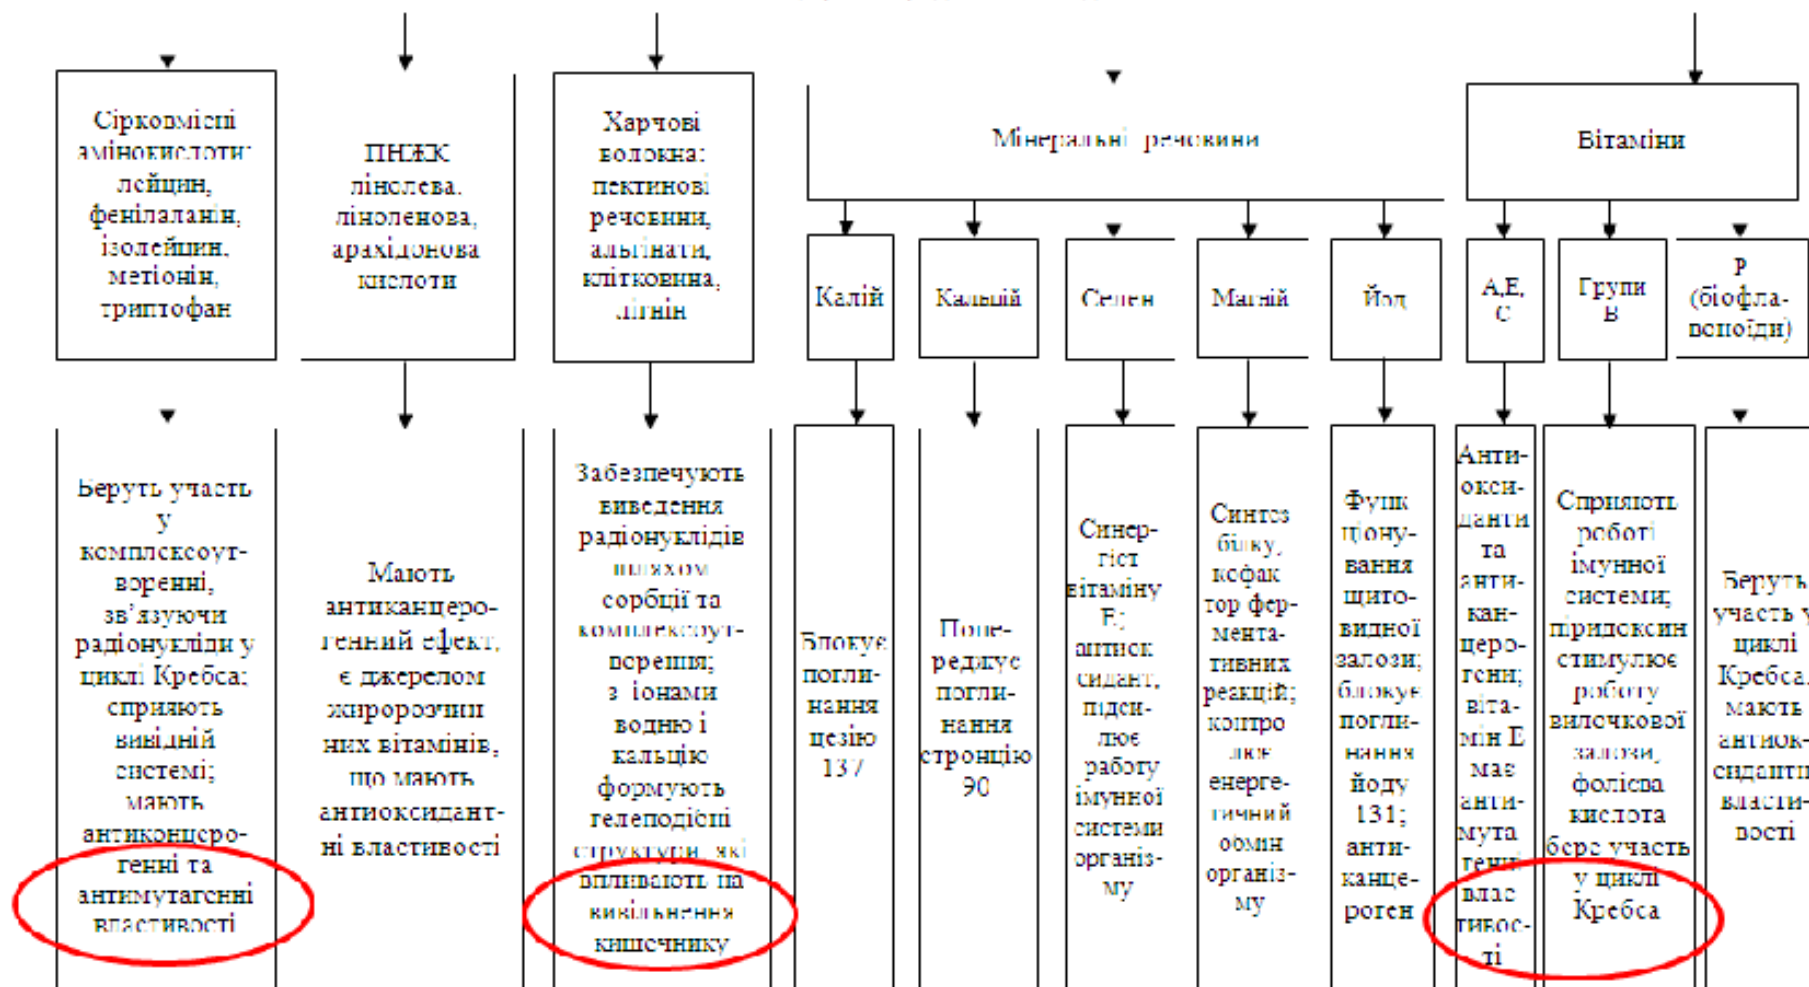 Сірковмісні
амінокислоти:
лейцин,
фенілаланін,
ізолейцин,
метіонін,
триптофан
ПНЖК
лінолева,
ліноленова,
арахідонова
кислоти
Харчові
волокна:
пектинові
речовини,
альгінати,
клітковина,
лігнін
Мінеральні речовини
Вітаміни
Калій
Кальцій
Селен
Магній
Йод
А,Е,
С
Групи
В
Р
(біофла-
воноїди)
Беруть участь
у
комплексоут-
воренні,
зв’язуючи
радіонукліди у
циклі Кребса;
сприяють
вивідній
системі;
мають
антиконцеро-
генні та
антимутагенні
властивості
Мають
антиканцеро-
генний ефект,
є джерелом
жиророзчин
них вітамінів,
що мають
антиоксидант-
ні властивості
Забезпечують
виведення
радіонуклідів
шляхом
сорбції та
комплексоут-
ворення;
з іонами
водню і
кальцію
формують
гелеподібні
структури, які
впливають на
вивільнення
кишечнику
Блокує
погли-
нання
цезію
137
Попе-
реджує
погли-
нання
стронцію
90
Синер-
гіст
вітаміну
Е;
антиок
сидант,
підси-
лює
роботу
імунної
системи
організ-
му
Синтез
білку,
кофак
тор фер-
мента-
тивних
реакцій;
контро
лює
енерге-
тичний
обмін
організ-
му
Функ
ціону-
вання
щито-
видної
залози;
блокує
погли-
нання
йоду
131;
анти-
канце-
роген
Анти-
окси-
данти
та
анти-
кан-
церо-
гени;
віта-
мін Е
має
анти-
мута
генні
влас
тивос-
ті
Сприяють
роботі
імунної
системи;
піридоксин
стимулює
роботу
вилочкової
залози,
фолієва
кислота
бере участь
у циклі
Кребса
Беруть
участь у
циклі
Кребса,
мають
антиок-
сидантн
власти-
вості